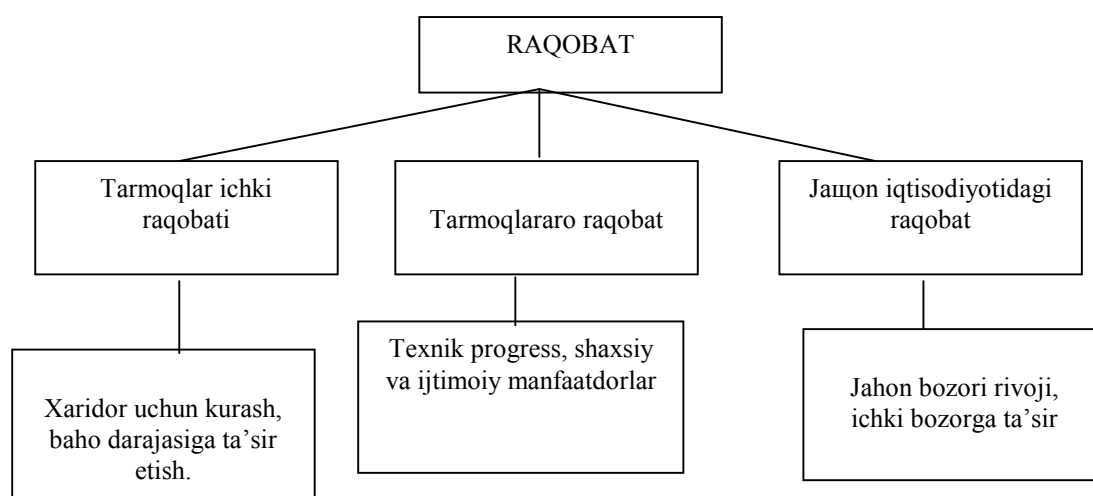 RAQOBAT
Tarmoqlar ichki
raqobati
Tarmoqlararo raqobat
Jaщon iqtisodiyotidagi
raqobat
Xaridor uchun kurash,
baho darajasiga ta’sir
etish.
Texnik progress, shaxsiy
va ijtimoiy manfaatdorlar
Jahon bozori rivoji,
ichki bozorga ta’sir